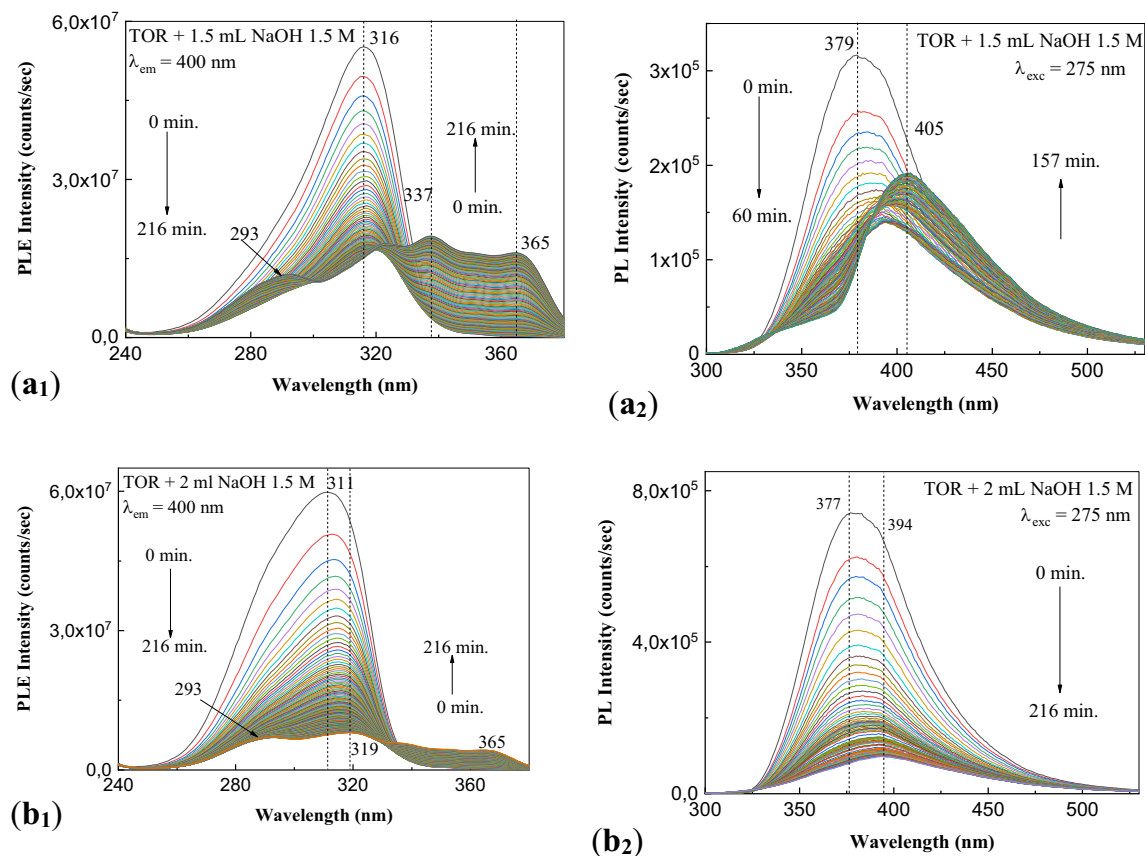 6,0x10⁷
TOR + 1.5 mL NaOH 1.5 M
λem = 400 nm
316
0 min.
216 min.
216 min.
0 min.
337
293
365
3,0x10⁷
0,0
PLE Intensity (counts/sec)
240 280 320 360
Wavelength (nm)
(a₁)
379
TOR + 1.5 mL NaOH 1.5 M
λexc = 275 nm
3x10⁵
0 min.
405
2x10⁵
60 min.
157 min.
1x10⁵
0
PL Intensity (counts/sec)
300 350 400 450 500
Wavelength (nm)
(a₂)
TOR + 2 ml NaOH 1.5 M
λem = 400 nm
6,0x10⁷
311
0 min.
3,0x10⁷
216 min.
216 min.
0 min.
293
319
365
0,0
PLE Intensity (counts/sec)
240 280 320 360
Wavelength (nm)
(b₁)
8,0x10⁵
TOR + 2 mL NaOH 1.5 M
λexc = 275 nm
377
394
0 min.
4,0x10⁵
216 min.
0,0
PL Intensity (counts/sec)
300 350 400 450 500
Wavelength (nm)
(b₂)